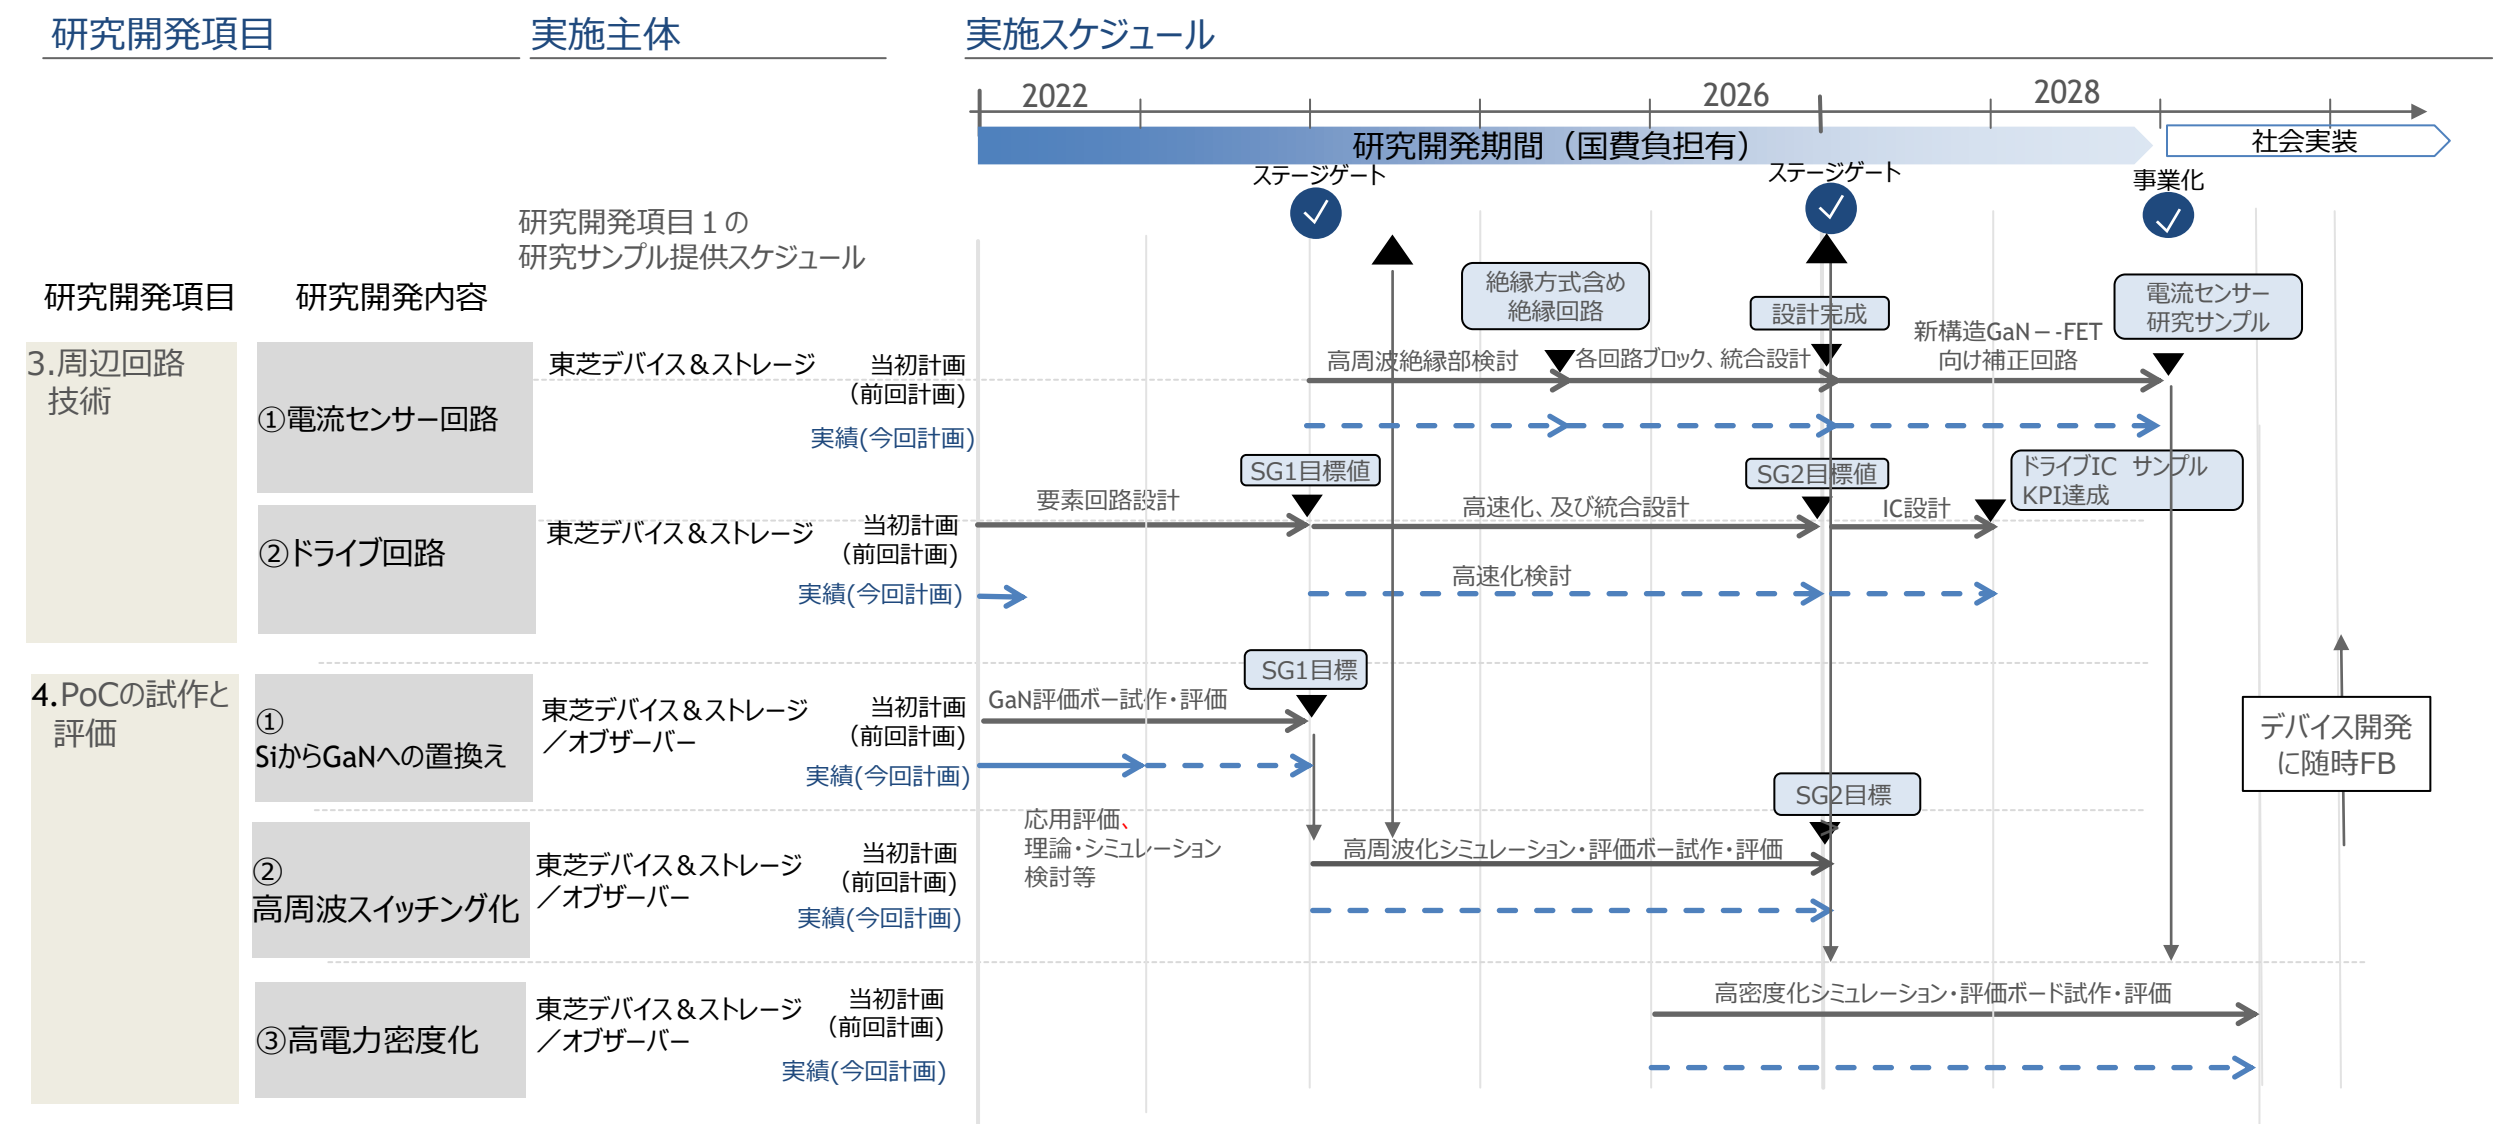 研究開発項目
実施主体
実施スケジュール
2022
2026
2028
研究開発期間（国費負担有）
社会実装
ステージゲート
ステージゲート
事業化
研究開発項目１の
研究サンプル提供スケジュール
研究開発項目
研究開発内容
絶縁方式含め
絶縁回路
設計完成
電流センサー
研究サンプル
3.周辺回路
技術
①電流センサー回路
東芝デバイス＆ストレージ
当初計画
（前回計画)
実績(今回計画)
高周波絶縁部検討
各回路ブロック、統合設計
新構造GaN－-FET
向け補正回路
SG1目標値
SG2目標値
ドライブIC　サンプル
KPI達成
②ドライブ回路
東芝デバイス＆ストレージ
当初計画
（前回計画)
実績(今回計画)
要素回路設計
高速化、及び統合設計
IC設計
高速化検討
4.PoCの試作と
評価
①
SiからGaNへの置換え
東芝デバイス＆ストレージ
／オブザーバー
当初計画
（前回計画)
実績(今回計画)
SG1目標
GaN評価ボー試作・評価
デバイス開発
に随時FB
②
高周波スイッチング化
東芝デバイス＆ストレージ
／オブザーバー
当初計画
（前回計画)
実績(今回計画)
応用評価、
理論・シミュレーション
検討等
SG2目標
高周波化シミュレーション・評価ボー試作・評価
③高電力密度化
東芝デバイス＆ストレージ
／オブザーバー
当初計画
（前回計画)
実績(今回計画)
高密度化シミュレーション・評価ボード試作・評価